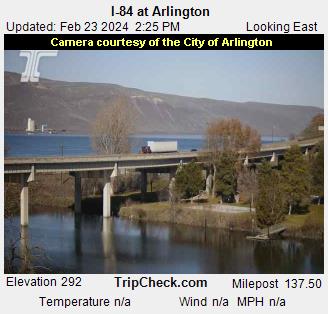 I-84 at Arlington
Updated: Feb 23 2024 2:25 PM Looking East
Camera courtesy of the City of Arlington
Elevation 292 TripCheck.com Milepost 137.50
Temperature n/a Wind n/a MPH n/a